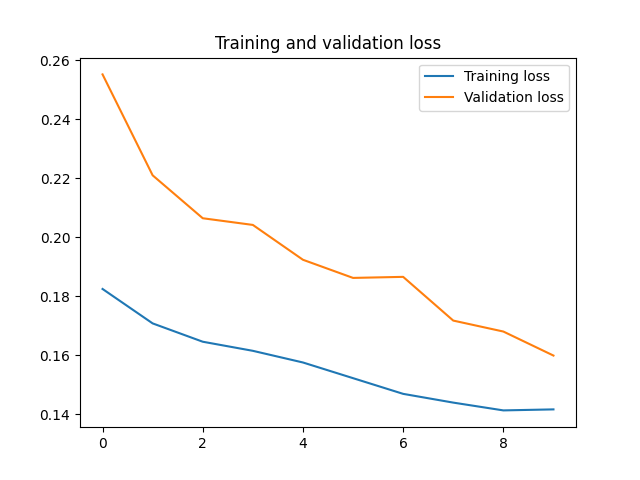 Training and validation loss
Training loss
Validation loss
0.26
0.24
0.22
0.20
0.18
0.16
0.14
0 2 4 6 8